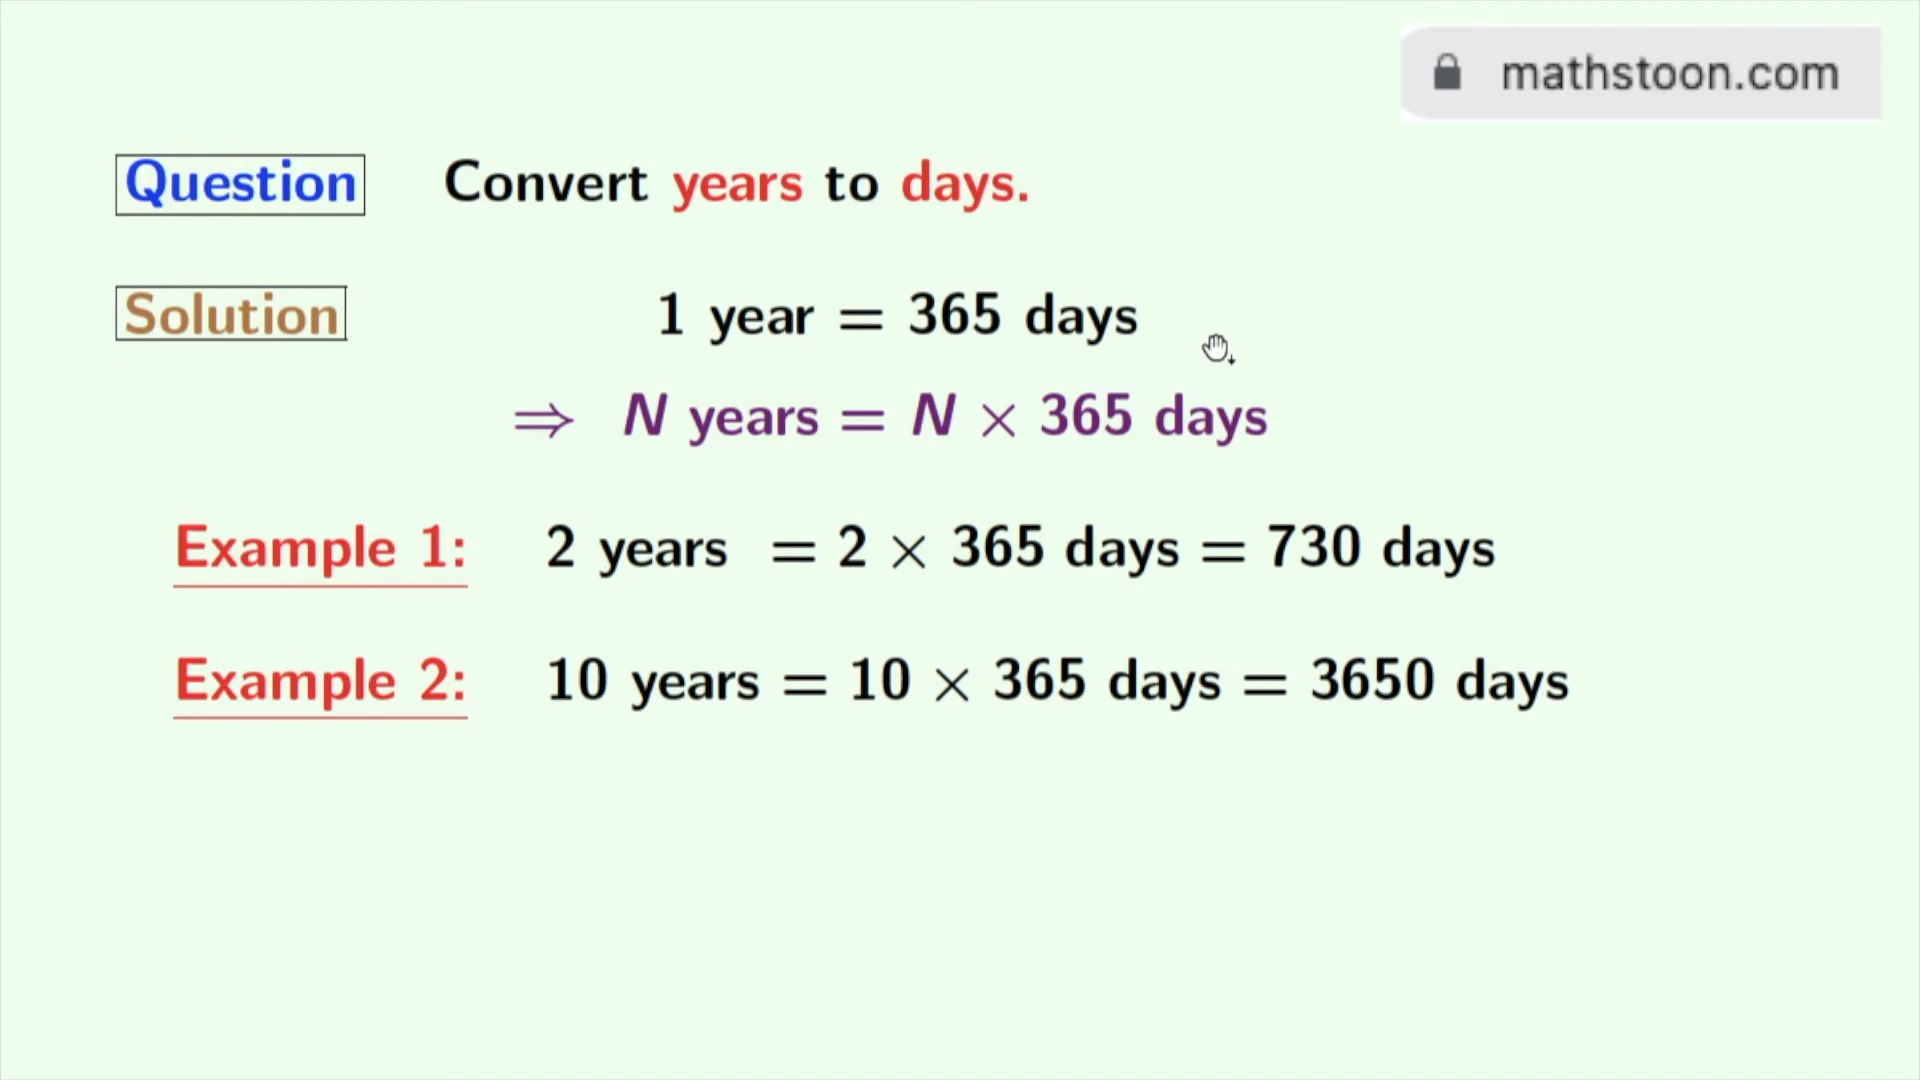 mathstoon.com
Question Convert years to days.
Solution 1 year = 365 days
⇒ N years = N × 365 days
Example 1: 2 years = 2 × 365 days = 730 days
Example 2: 10 years = 10 × 365 days = 3650 days